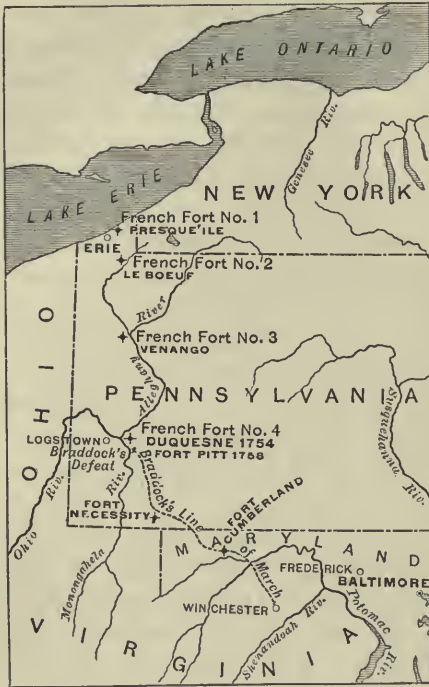 LAKE ONTARIO
Genesee Riv.
LAKE ERIE
NEW YORK
French Fort No. 1
PRESQUE'ILE
ERIE
French Fort No. 2
LE BOEUF
River
French Fort No. 3
VENANGO
Allegheny
OHIO
PENNSYLVANIA
Susquehanna
Riv.
French Fort No. 4
LOGSTOWN
DUQUESNE 1754
Braddock's
Defeat
FORT PITT 1758
Riv.
Braddock's Line
of March
FORT
NECESSITY
FORT
CUMBERLAND
Ohio
Riv.
Monongahela
MARYLAND
FREDERICK
BALTIMORE
WINCHESTER
Shenandoah Riv.
Potomac
Riv.
VIRGINIA